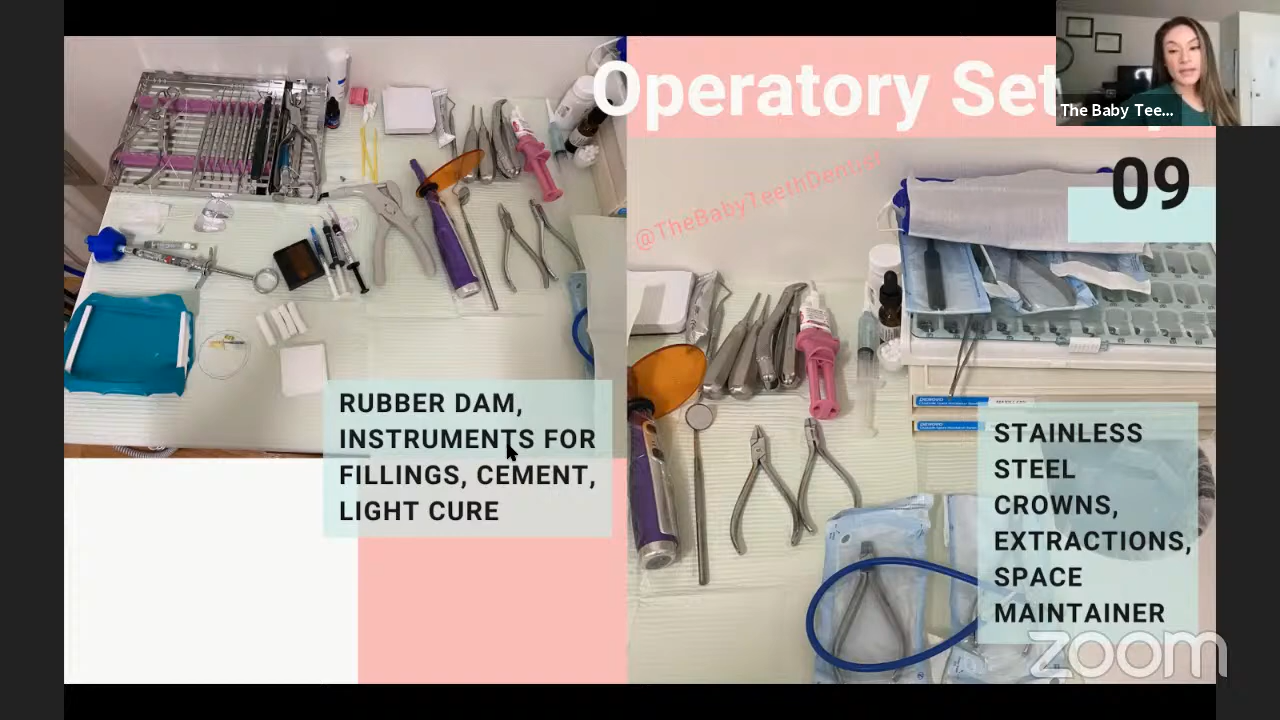 Operatory Set
The Baby Tee...
09
@TheBabyTeethDentist
RUBBER DAM,
INSTRUMENTS FOR
FILLINGS, CEMENT,
LIGHT CURE
STAINLESS
STEEL
CROWNS,
EXTRACTIONS,
SPACE
MAINTAINER
zoom